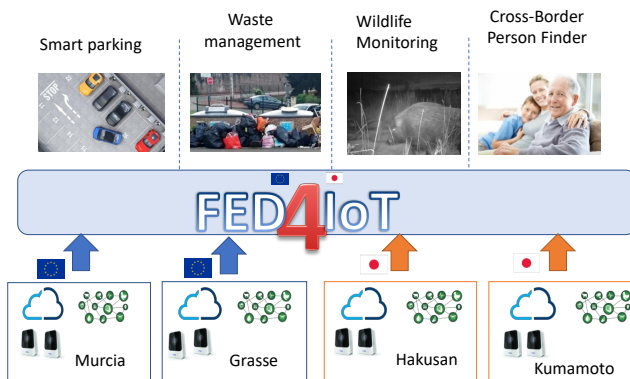 Smart parking
Waste
management
Wildlife
Monitoring
Cross-Border
Person Finder
STOP
FED4IoT
Murcia
Grasse
Hakusan
Kumamoto